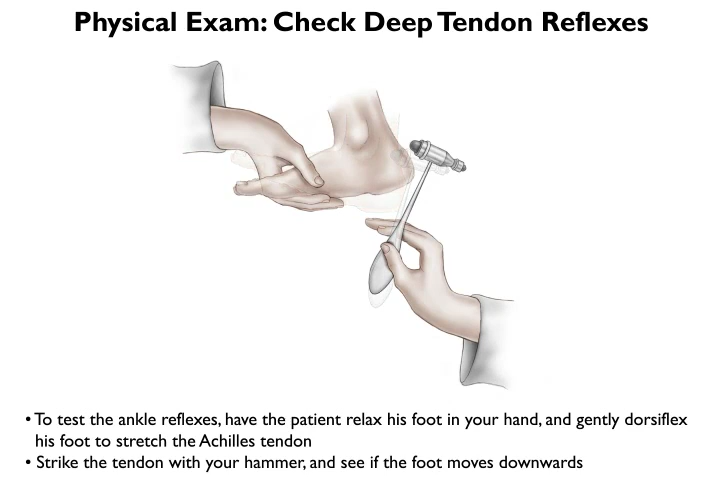 Physical Exam: Check Deep Tendon Reflexes
• To test the ankle reflexes, have the patient relax his foot in your hand, and gently dorsiflex
his foot to stretch the Achilles tendon
• Strike the tendon with your hammer, and see if the foot moves downwards